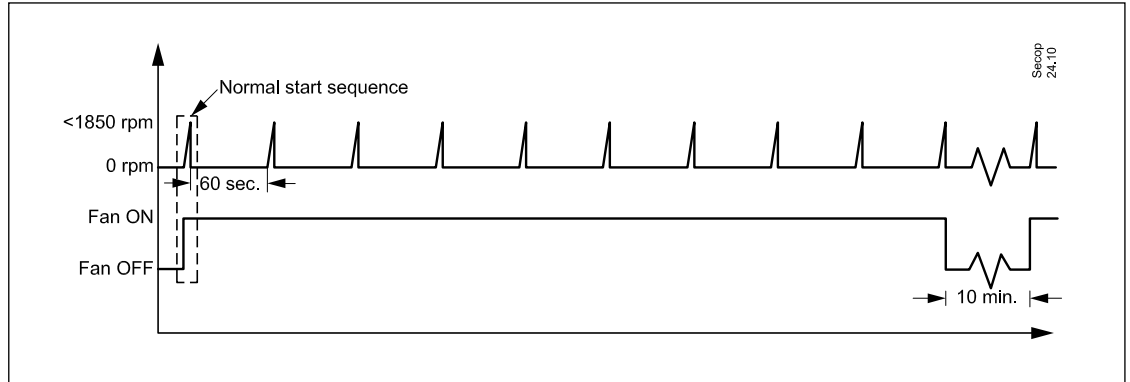 Secop
24.10
Normal start sequence
<1850 rpm
0 rpm
60 sec.
Fan ON
Fan OFF
10 min.